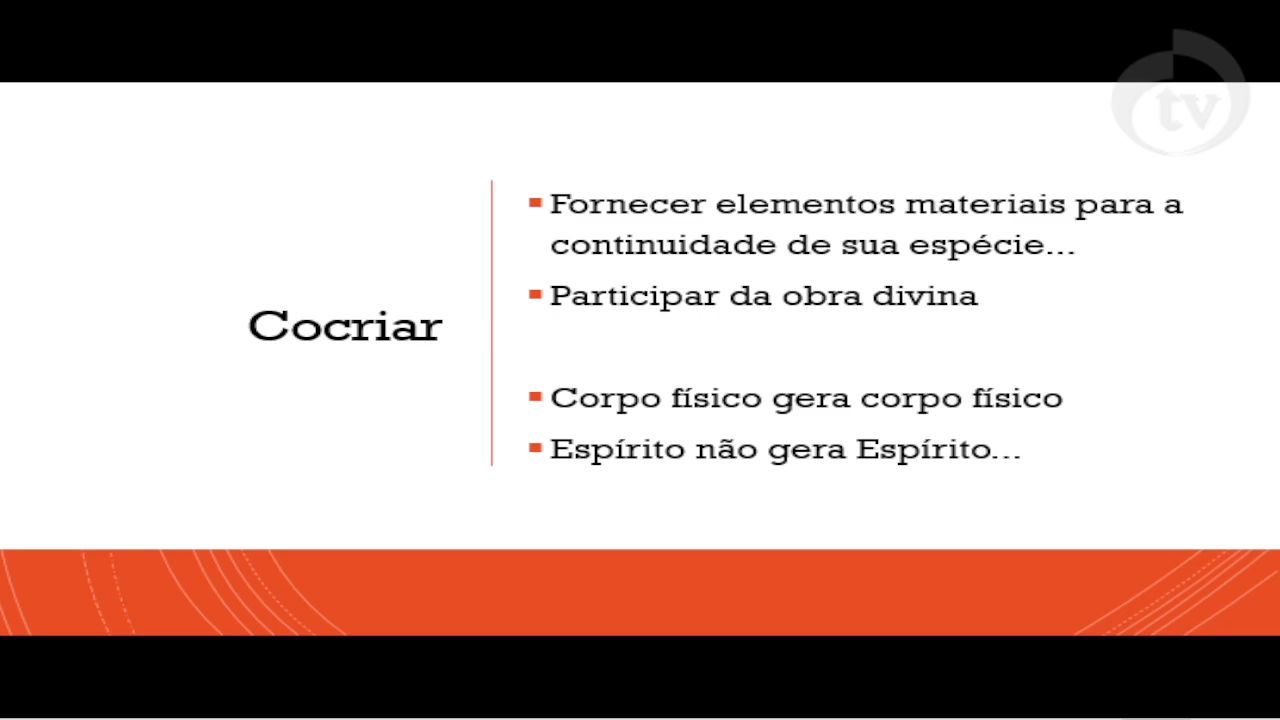 tv
Cocriar
Fornecer elementos materiais para a
continuidade de sua espécie...
Participar da obra divina
Corpo físico gera corpo físico
Espírito não gera Espírito...